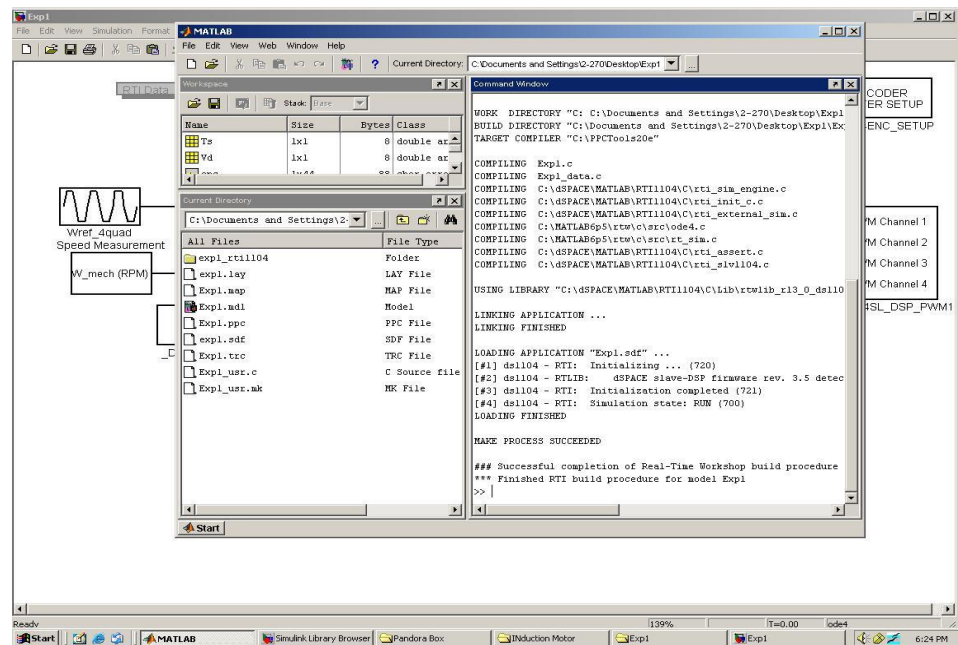 Exp1
File Edit View Simulation Format
RTI Data
Wref_4quad
Speed Measurement
W_mech (RPM)
MATLAB
File Edit View Web Window Help
Current Directory: C:\Documents and Settings\2-270\Desktop\Exp1
Workspace
Stack: Base
Name Size Bytes Class
Ts 1x1 8 double ar
Vd 1x1 8 double ar
Current Directory
C:\Documents and Settings\2-
All Files File Type
exp1_rti1104 Folder
exp1.lay LAY File
Exp1.map MAP File
Exp1.mdl Model
Exp1.ppc PPC File
exp1.sdf SDF File
Exp1.trc TRC File
Exp1_usr.c C Source file
Exp1_usr.mk MK File
Start
Command Window
WORK DIRECTORY "C: C:\Documents and Settings\2-270\Desktop\Exp1
BUILD DIRECTORY "C:\Documents and Settings\2-270\Desktop\Exp1\Ex
TARGET COMPILER "C:\PPCTools20e"
COMPILING Exp1.c
COMPILING Exp1_data.c
COMPILING C:\dSPACE\MATLAB\RTI1104\C\rti_sim_engine.c
COMPILING C:\dSPACE\MATLAB\RTI1104\C\rti_init_c.c
COMPILING C:\dSPACE\MATLAB\RTI1104\C\rti_external_sim.c
COMPILING C:\MATLAB6p5\rtw\c\src\ode4.c
COMPILING C:\MATLAB6p5\rtw\c\src\rt_sim.c
COMPILING C:\dSPACE\MATLAB\RTI1104\C\rti_assert.c
COMPILING C:\dSPACE\MATLAB\RTI1104\C\rti_slv1104.c
USING LIBRARY "C:\dSPACE\MATLAB\RTI1104\C\Lib\rtwlib_r13_0_ds110
LINKING APPLICATION ...
LINKING FINISHED
LOADING APPLICATION "Exp1.sdf" ...
[#1] ds1104 - RTI: Initializing ... (720)
[#2] ds1104 - RTLIB: dSPACE slave-DSP firmware rev. 3.5 detec
[#3] ds1104 - RTI: Initialization completed (721)
[#4] ds1104 - RTI: Simulation state: RUN (700)
LOADING FINISHED
MAKE PROCESS SUCCEEDED
### Successful completion of Real-Time Workshop build procedure
*** Finished RTI build procedure for model Exp1
>>
CODER
ER SETUP
ENC_SETUP
M Channel 1
M Channel 2
M Channel 3
M Channel 4
4SL_DSP_PWM1
Ready 139% T=0.00 ode4
Start MATLAB Simulink Library Browser Pandora Box INduction Motor Exp1 Exp1 6:24 PM